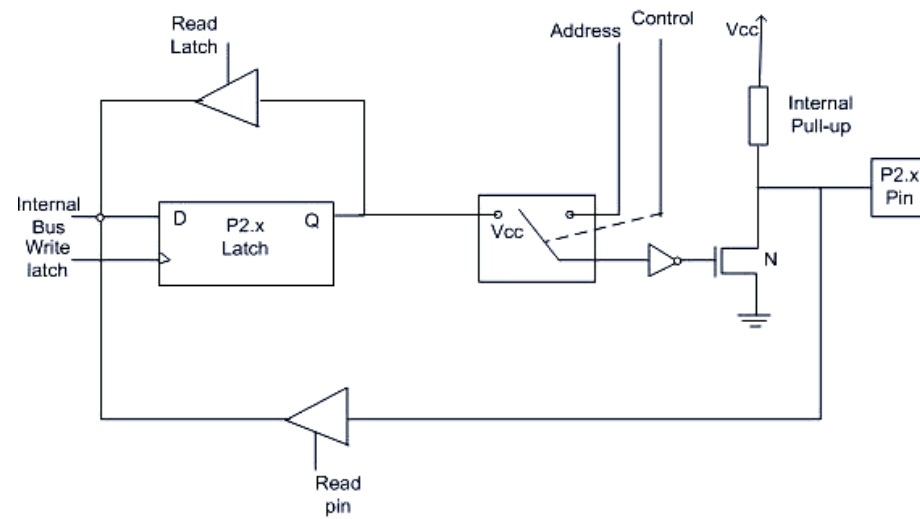 Read
Latch
Address
Control
Vcc
Internal
Pull-up
P2.x
Pin
Internal
Bus
Write
latch
D
Q
P2.x
Latch
Vcc
N
Read
pin